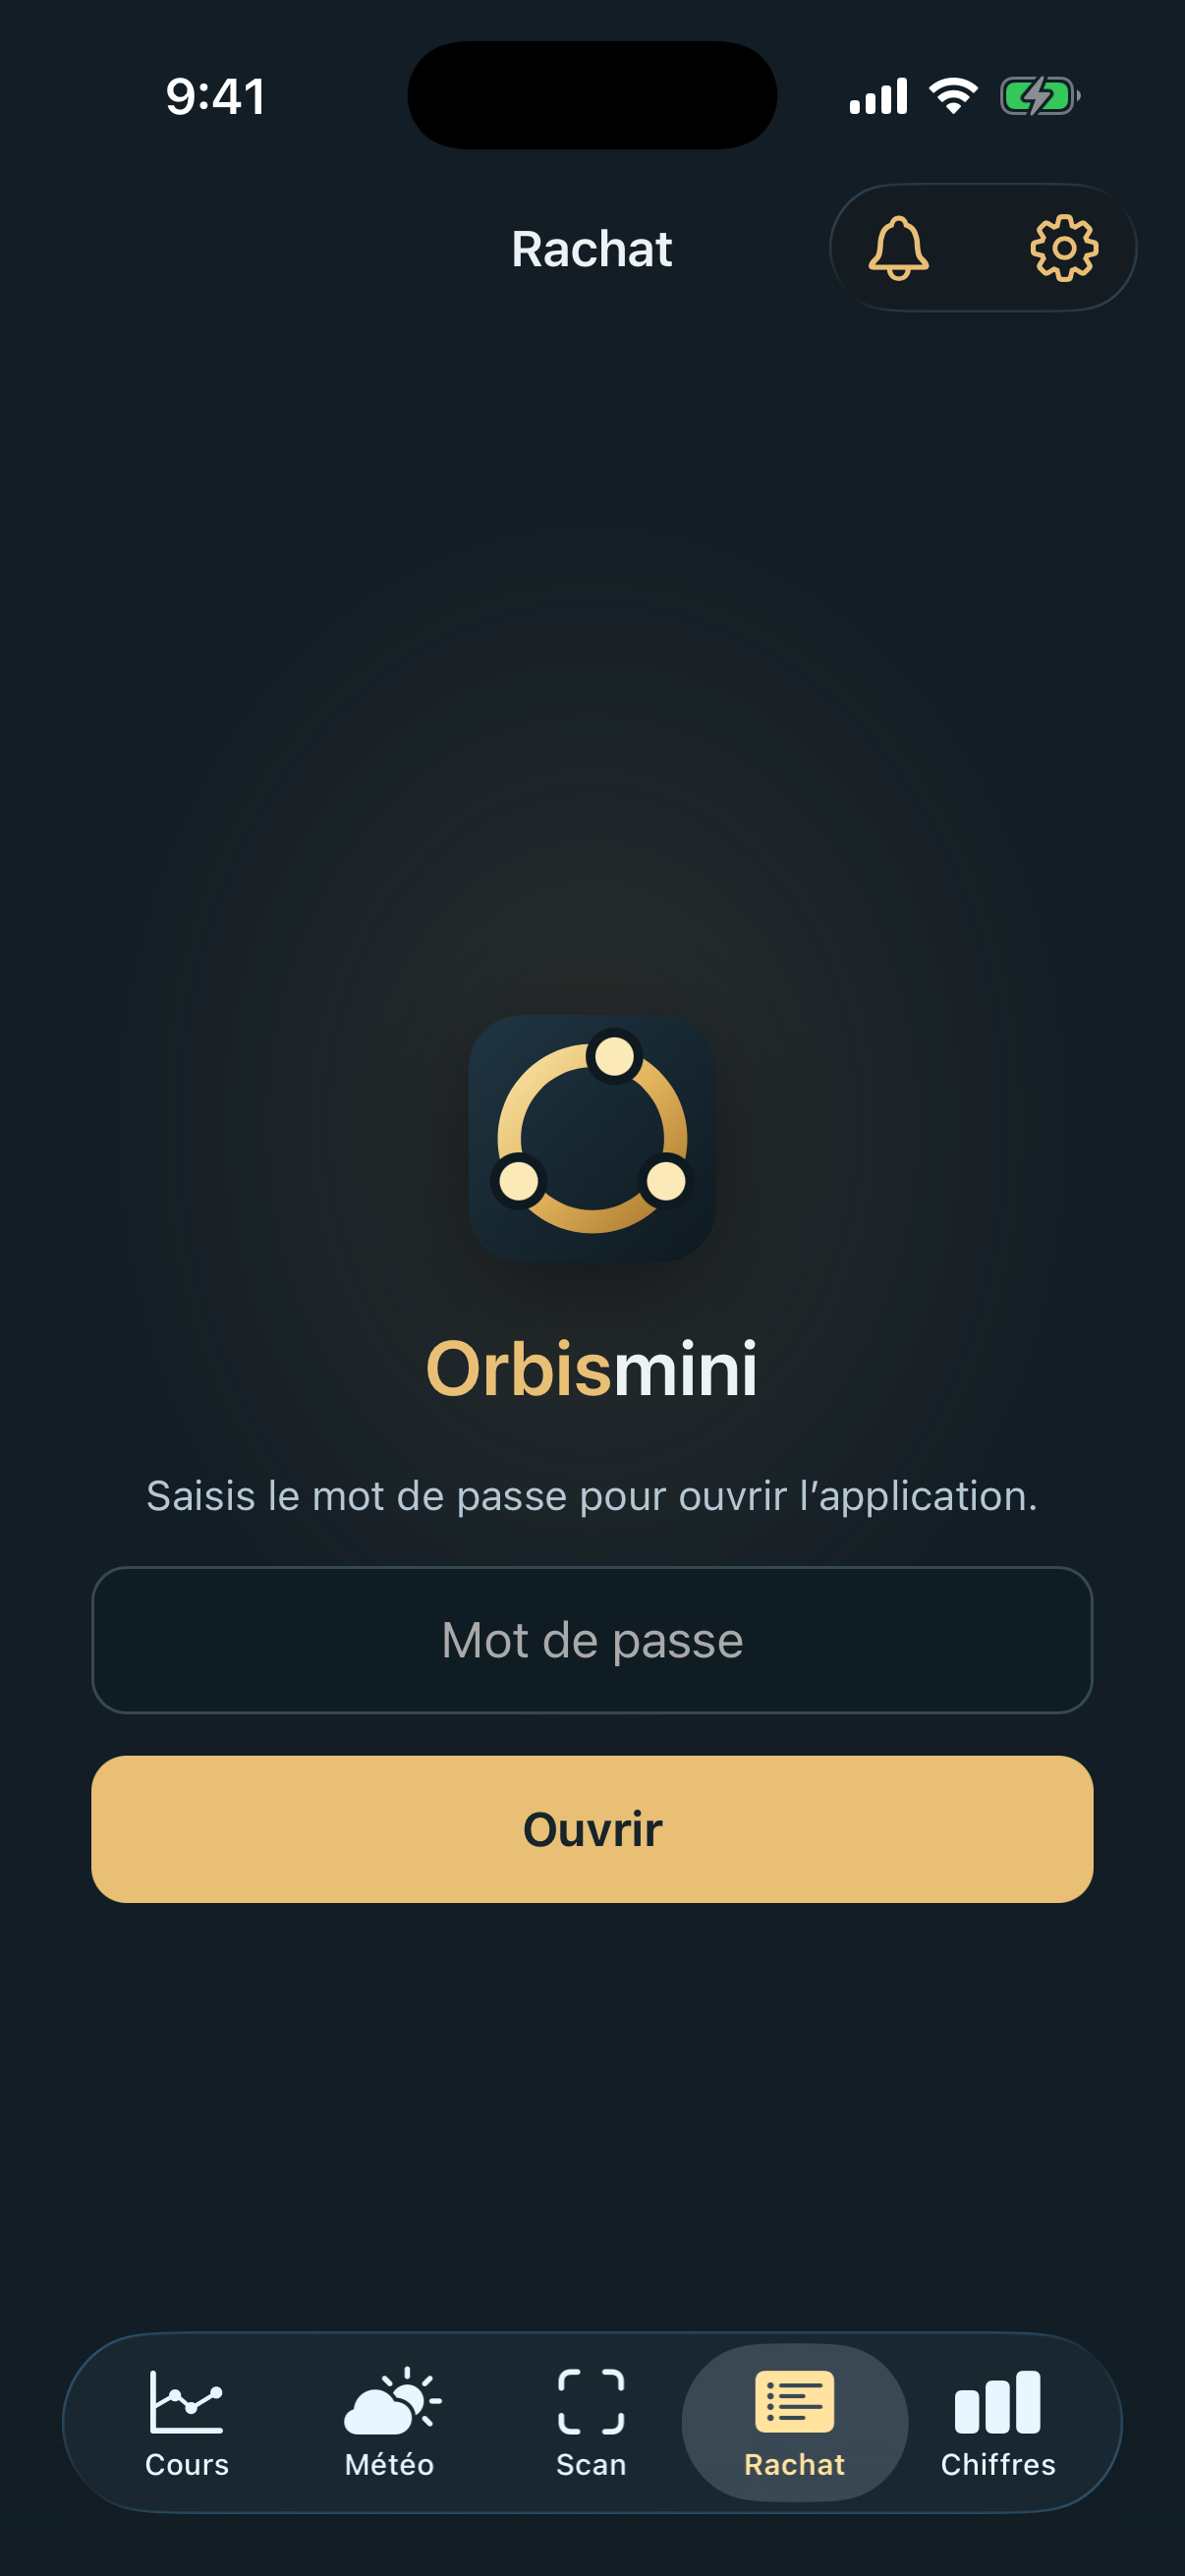 9:41
Rachat
Orbismini
Saisis le mot de passe pour ouvrir l’application.
Mot de passe
Ouvrir
Cours
Météo
Scan
Rachat
Chiffres